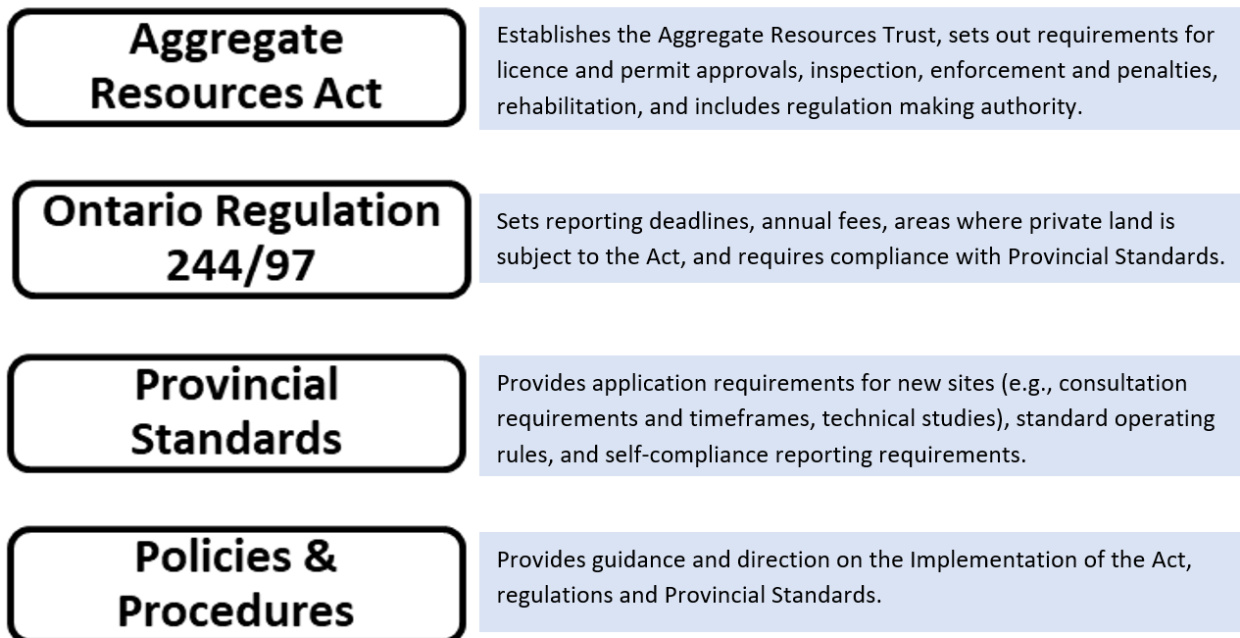 Aggregate
Resources Act
Establishes the Aggregate Resources Trust, sets out requirements for
licence and permit approvals, inspection, enforcement and penalties,
rehabilitation, and includes regulation making authority.
Ontario Regulation
244/97
Sets reporting deadlines, annual fees, areas where private land is
subject to the Act, and requires compliance with Provincial Standards.
Provincial
Standards
Provides application requirements for new sites (e.g., consultation
requirements and timeframes, technical studies), standard operating
rules, and self-compliance reporting requirements.
Policies &
Procedures
Provides guidance and direction on the Implementation of the Act,
regulations and Provincial Standards.